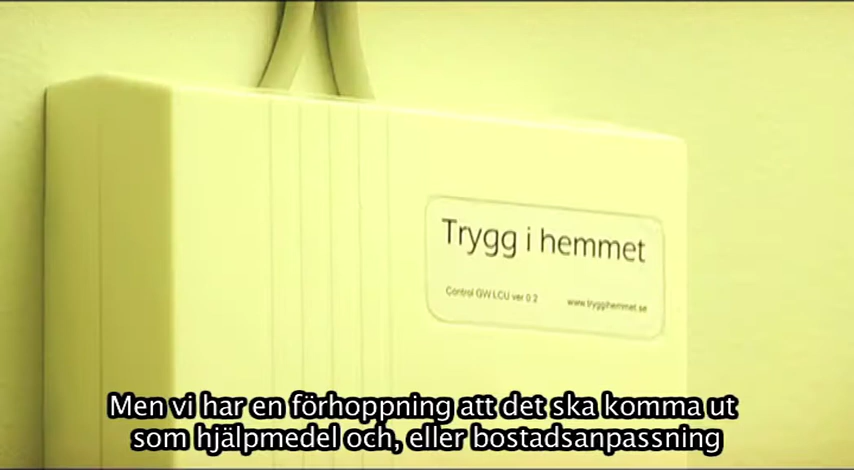 Trygg i hemmet
Control GW LCU ver 0.2
www.trygghemmet.se
Men vi har en förhoppning att det ska komma ut
som hjälpmedel och, eller bostadsanpassning